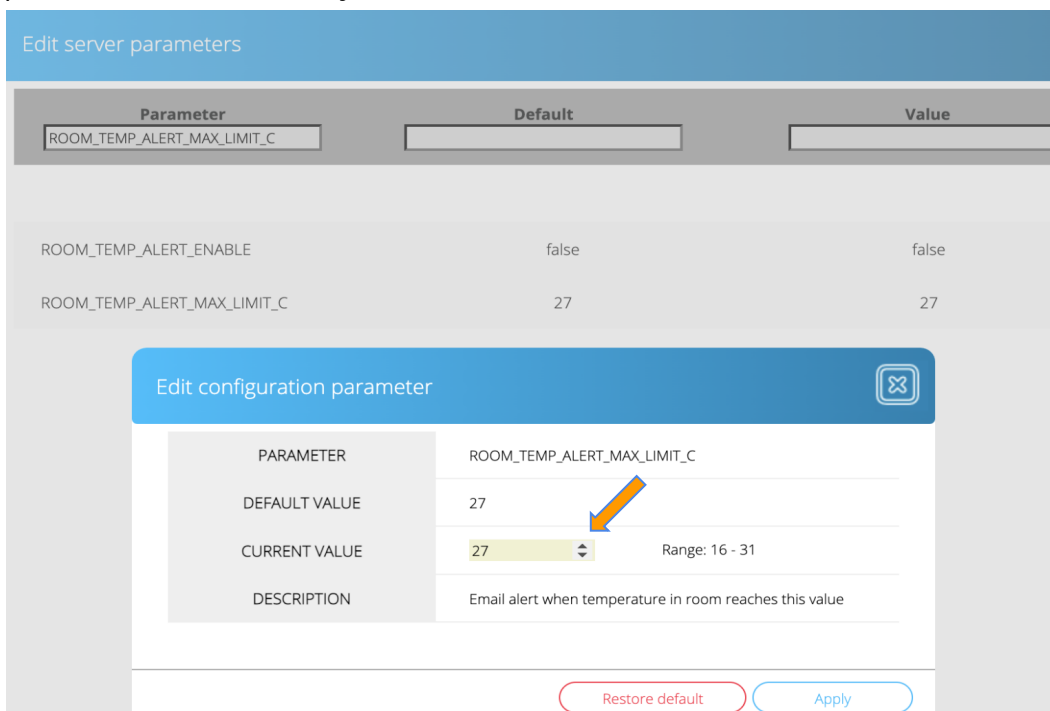 Edit server parameters
Parameter Default Value
ROOM_TEMP_ALERT_MAX_LIMIT_C
ROOM_TEMP_ALERT_ENABLE false false
ROOM_TEMP_ALERT_MAX_LIMIT_C 27 27
Edit configuration parameter
PARAMETER ROOM_TEMP_ALERT_MAX_LIMIT_C
DEFAULT VALUE 27
CURRENT VALUE 27 Range: 16 - 31
DESCRIPTION Email alert when temperature in room reaches this value
Restore default Apply